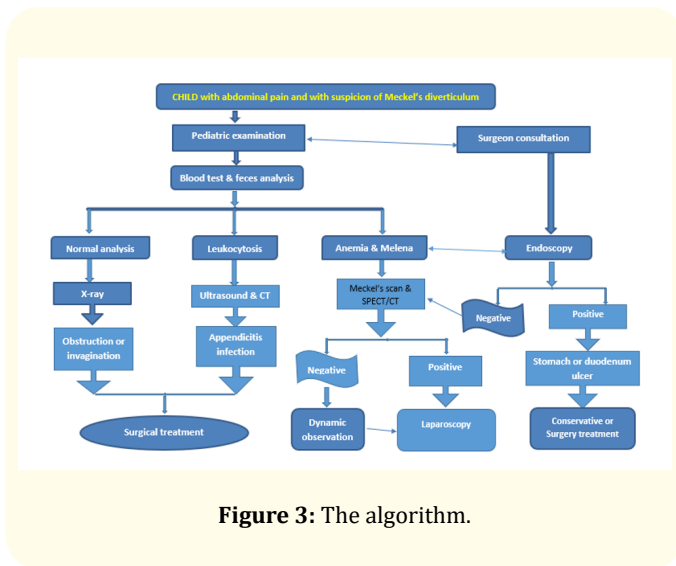 CHILD with abdominal pain and with suspicion of Meckel's diverticulum
Pediatric examination
Surgeon consultation
Blood test & feces analysis
Normal analysis
Leukocytosis
Anemia & Melena
Endoscopy
X-ray
Ultrasound & CT
Meckel's scan &
SPECT/CT
Negative
Positive
Obstruction or
invagination
Appendicitis
infection
Negative
Positive
Stomach or duodenum
ulcer
Surgical treatment
Dynamic
observation
Laparoscopy
Conservative or
Surgery treatment
Figure 3: The algorithm.